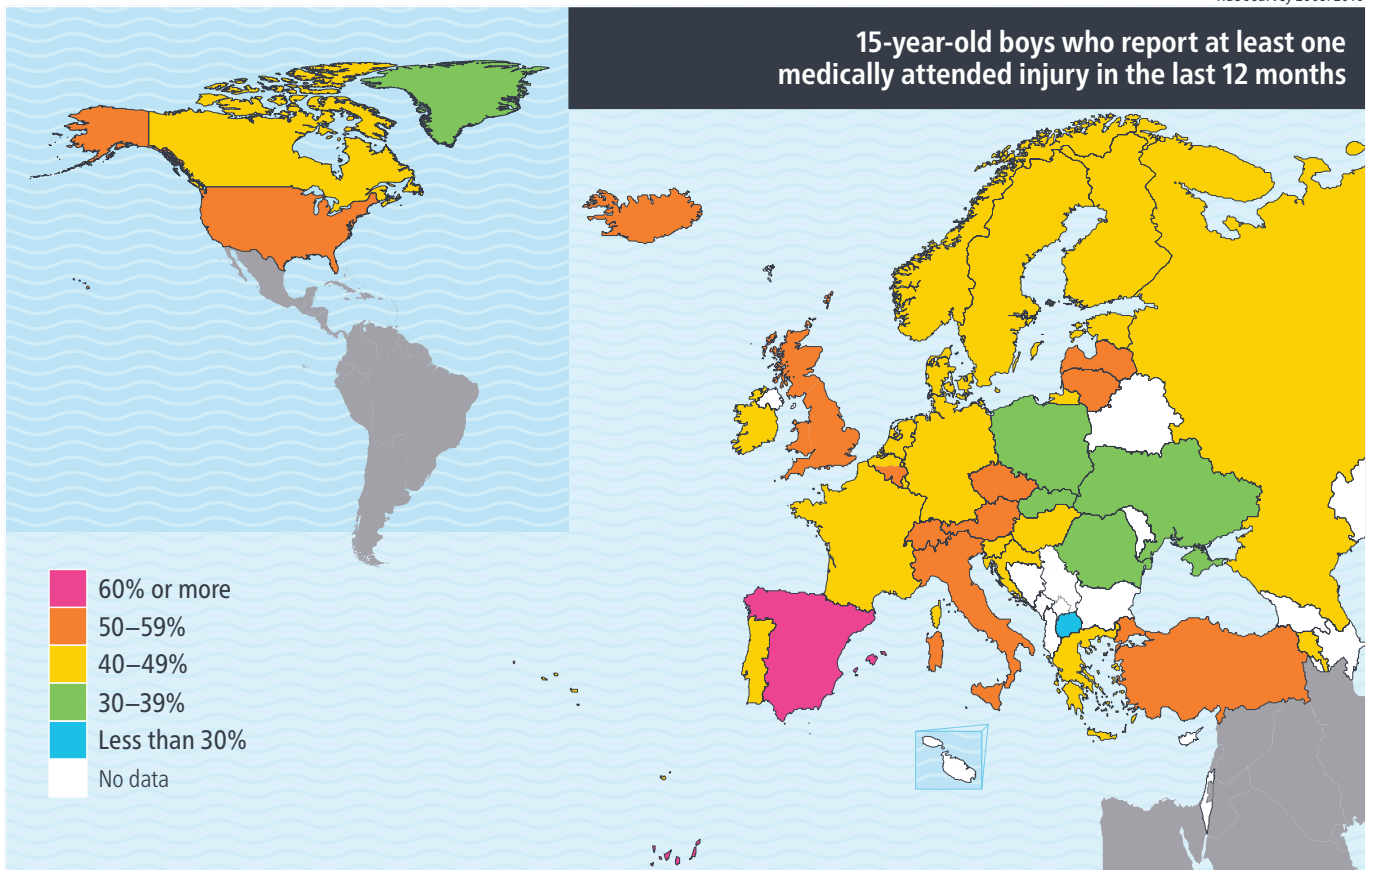 15-year-old boys who report at least one
medically attended injury in the last 12 months
60% or more
50–59%
40–49%
30–39%
Less than 30%
No data